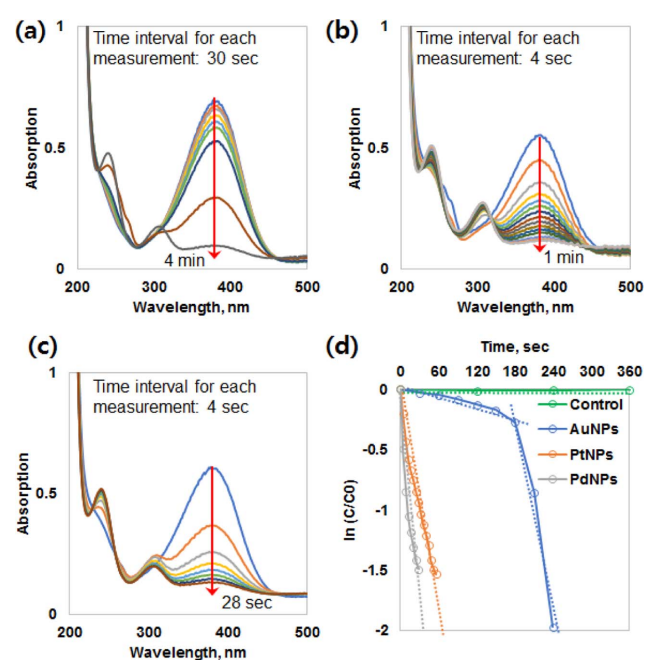 (a)
Time interval for each
measurement: 30 sec
1
0.5
0
Absorption
4 min
200
300
400
500
Wavelength, nm
(b)
Time interval for each
measurement: 4 sec
1
0.5
0
Absorption
1 min
200
300
400
500
Wavelength, nm
(c)
Time interval for each
measurement: 4 sec
1
0.5
0
Absorption
28 sec
200
300
400
500
Wavelength, nm
(d)
Time, sec
0 60 120 180 240 300 360
0
-0.5
-1
-1.5
-2
ln (C/C0)
Control
AuNPs
PtNPs
PdNPs